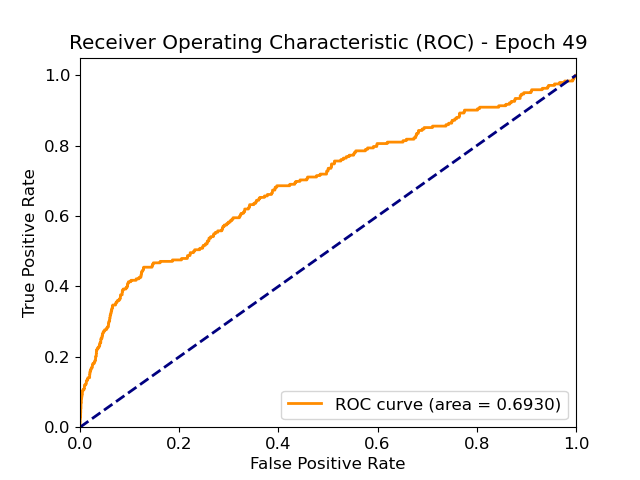 Receiver Operating Characteristic (ROC) - Epoch 49
True Positive Rate
1.0
0.8
0.6
0.4
0.2
0.0
ROC curve (area = 0.6930)
0.0 0.2 0.4 0.6 0.8 1.0
False Positive Rate